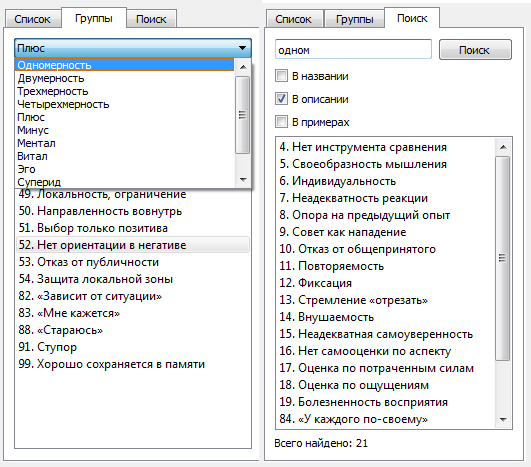 Список
Группы
Поиск
Плюс
Одномерность
Двумерность
Трехмерность
Четырехмерность
Плюс
Минус
Ментал
Витал
Эго
Суперид
49. Локальность, ограничение
50. Направленность вовнутрь
51. Выбор только позитива
52. Нет ориентации в негативе
53. Отказ от публичности
54. Защита локальной зоны
82. «Зависит от ситуации»
83. «Мне кажется»
88. «Стараюсь»
91. Ступор
99. Хорошо сохраняется в памяти
Список
Группы
Поиск
одном
Поиск
В названии
В описании
В примерах
4. Нет инструмента сравнения
5. Своеобразность мышления
6. Индивидуальность
7. Неадекватность реакции
8. Опора на предыдущий опыт
9. Совет как нападение
10. Отказ от общепринятого
11. Повторяемость
12. Фиксация
13. Стремление «отрезать»
14. Внушаемость
15. Неадекватная самоуверенность
16. Нет самооценки по аспекту
17. Оценка по потраченным силам
18. Оценка по ощущениям
19. Болезненность восприятия
84. «У каждого по-своему»
Всего найдено: 21